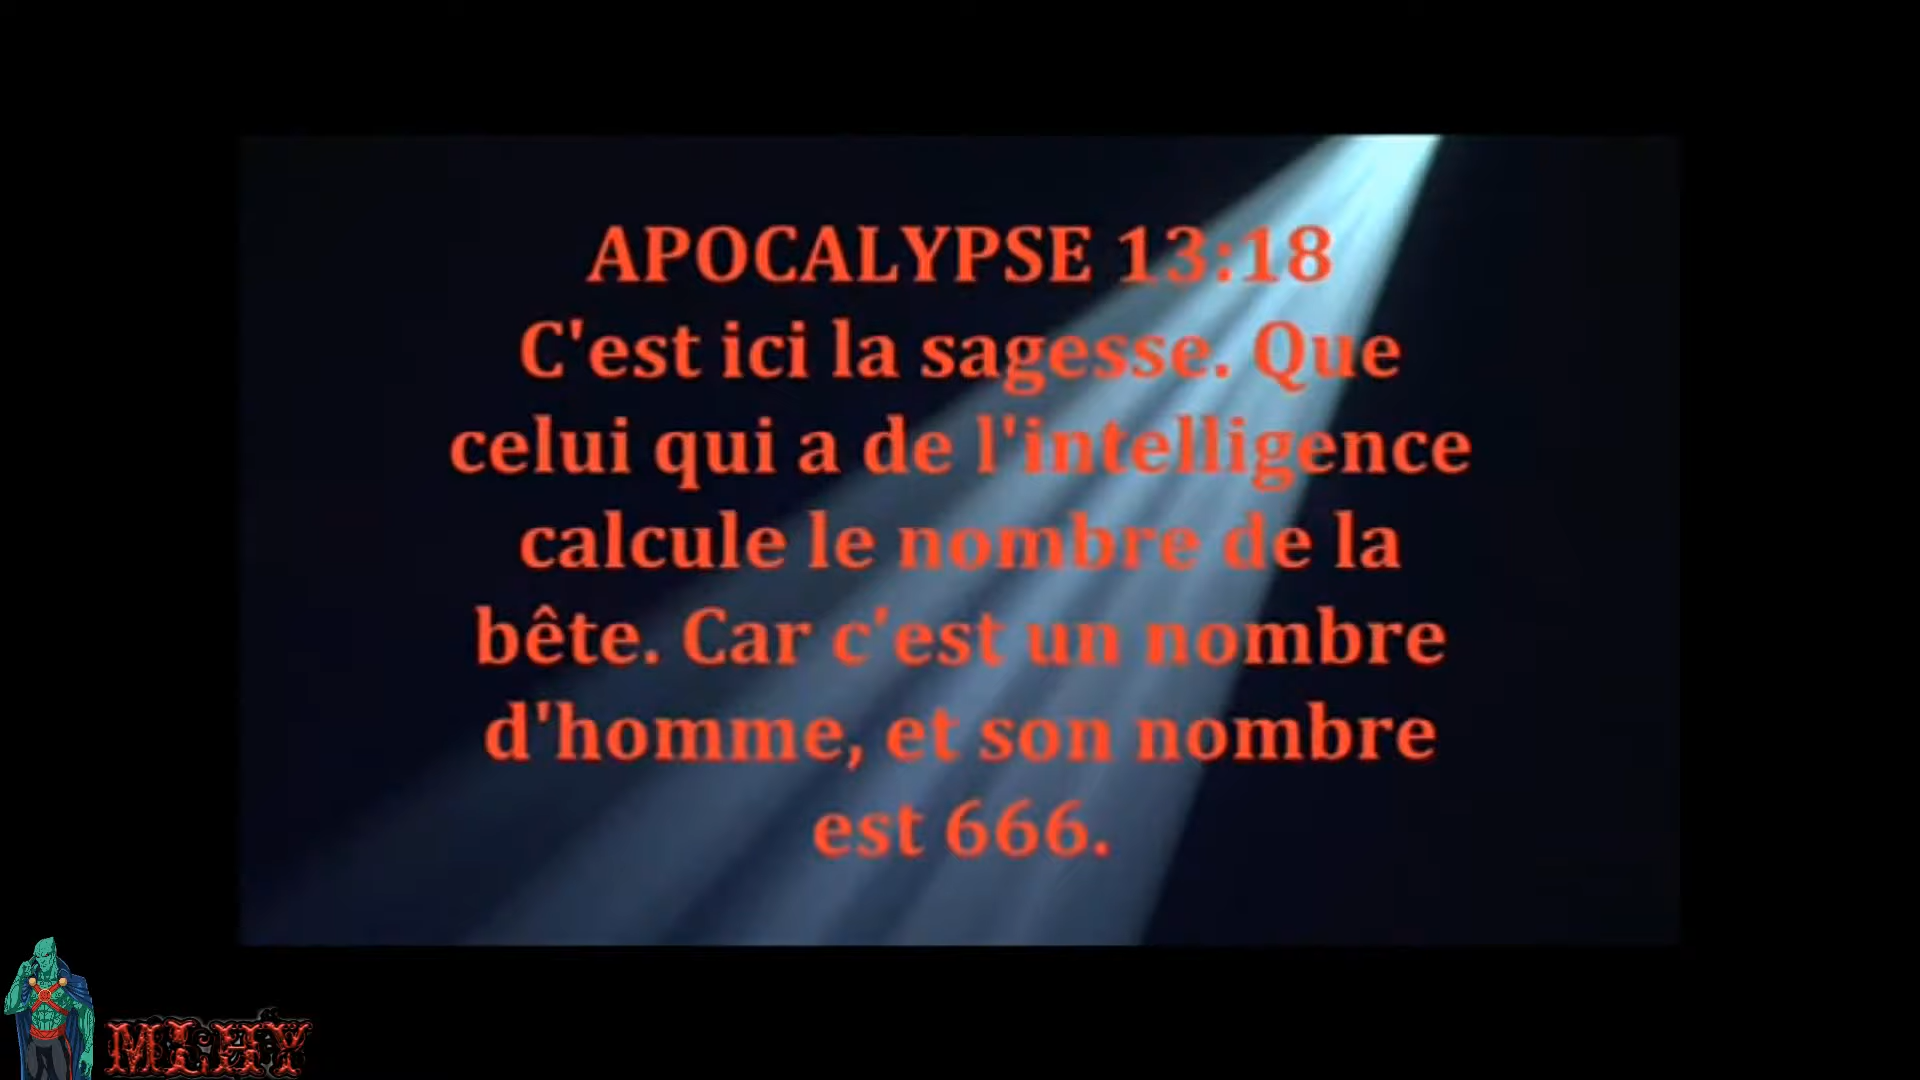 APOCALYPSE 13:18
C'est ici la sagesse. Que
celui qui a de l'intelligence
calcule le nombre de la
bête. Car c'est un nombre
d'homme, et son nombre
est 666.
MLHY